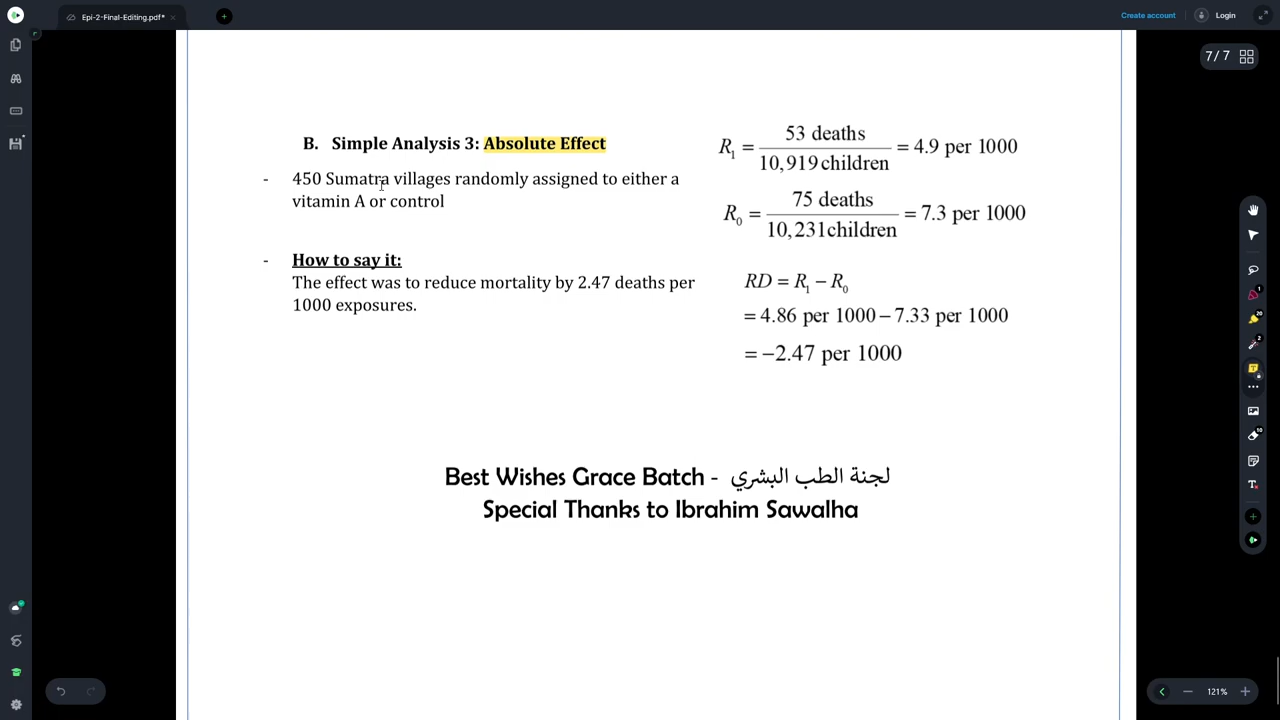 Epi-2-Final-Editing.pdf*
Create account
Login
7/ 7
B. Simple Analysis 3: Absolute Effect
- 450 Sumatra villages randomly assigned to either a
vitamin A or control
- How to say it:
The effect was to reduce mortality by 2.47 deaths per
1000 exposures.
R₁ = 53 deaths / 10,919 children = 4.9 per 1000
R₀ = 75 deaths / 10,231 children = 7.3 per 1000
RD = R₁ − R₀
= 4.86 per 1000 − 7.33 per 1000
= −2.47 per 1000
Best Wishes Grace Batch - لجنة الطب البشري
Special Thanks to Ibrahim Sawalha
121%